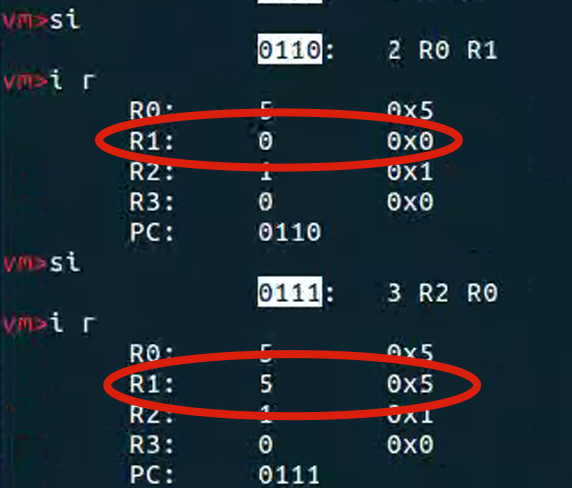 vm>si
0110: 2 R0 R1
vm>i r
R0: 5 0x5
R1: 0 0x0
R2: 1 0x1
R3: 0 0x0
PC: 0110
vm>si
0111: 3 R2 R0
vm>i r
R0: 5 0x5
R1: 5 0x5
R2: 1 0x1
R3: 0 0x0
PC: 0111